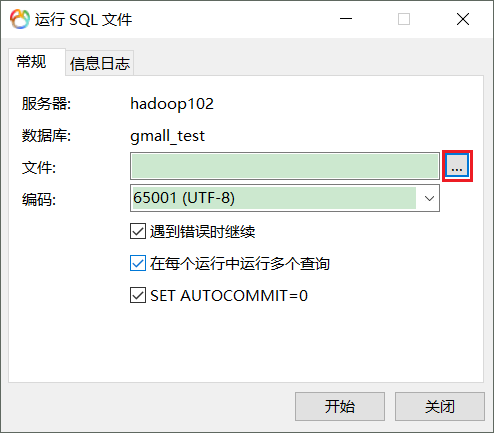 运行 SQL 文件
常规 信息日志
服务器: hadoop102
数据库: gmall_test
文件: ...
编码: 65001 (UTF-8)
遇到错误时继续
在每个运行中运行多个查询
SET AUTOCOMMIT=0
开始 关闭